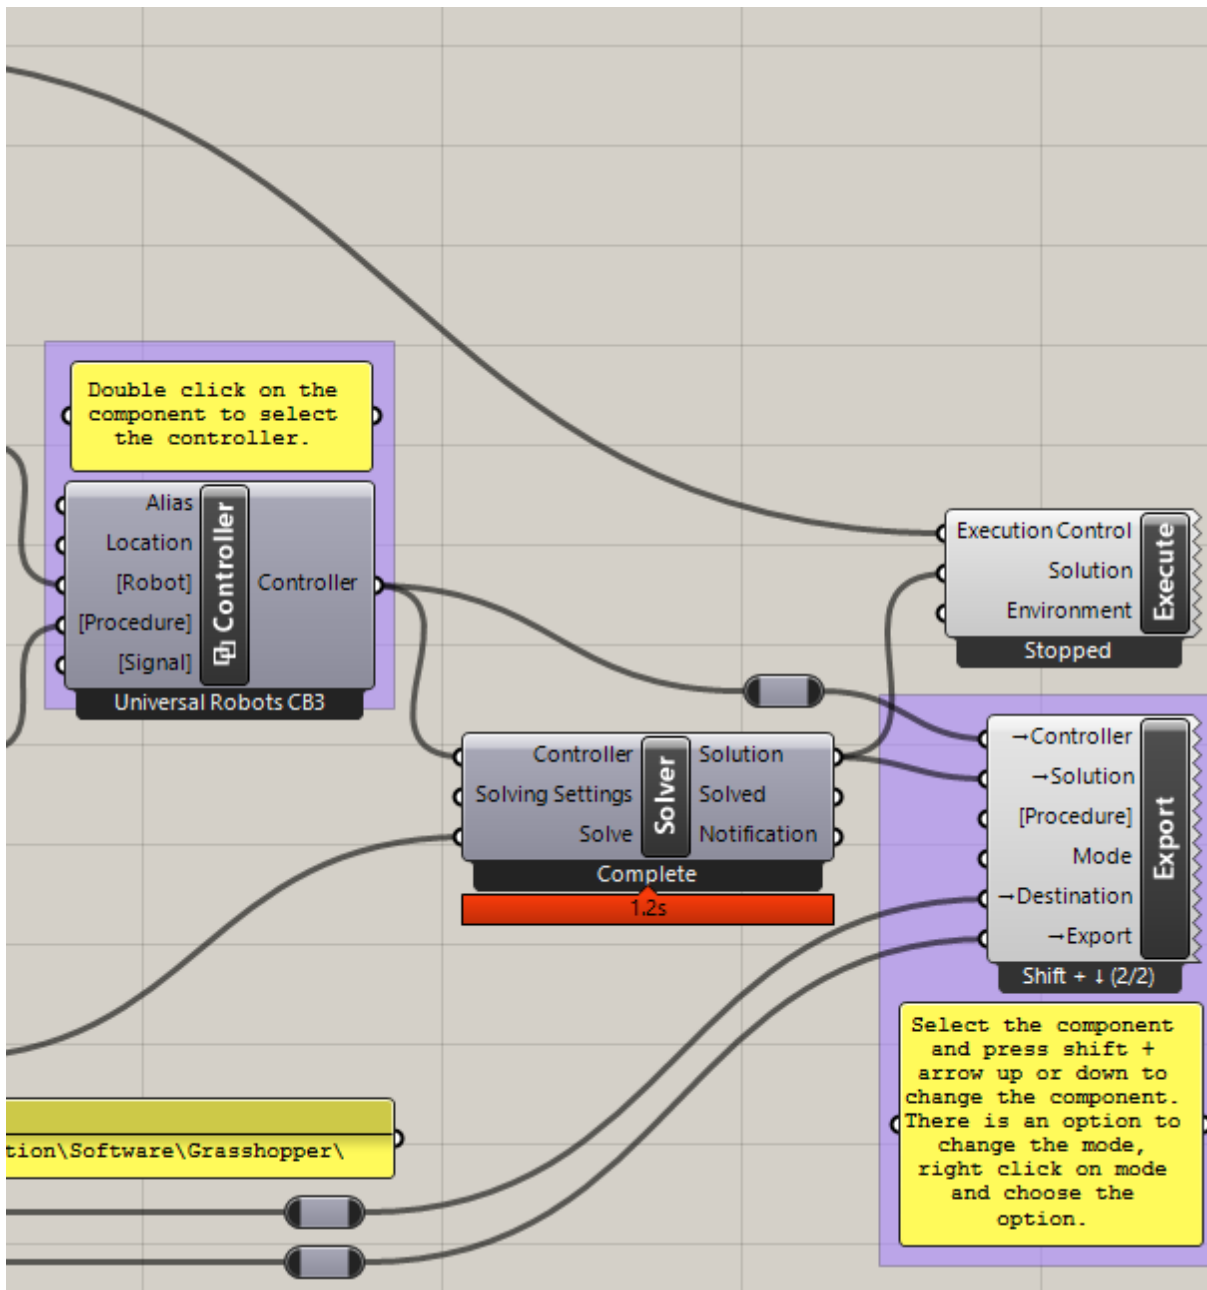 Double click on the
component to select
the controller.
Alias
Location
[Robot]
[Procedure]
[Signal]
Controller
Controller
Universal Robots CB3
Execution Control
Solution
Environment
Execute
Stopped
Controller
Solving Settings
Solve
Solver
Solution
Solved
Notification
Complete
1.2s
→Controller
→Solution
[Procedure]
Mode
→Destination
→Export
Export
Shift + ↓ (2/2)
Select the component
and press shift +
arrow up or down to
change the component.
There is an option to
change the mode,
right click on mode
and choose the
option.
tion\Software\Grasshopper\